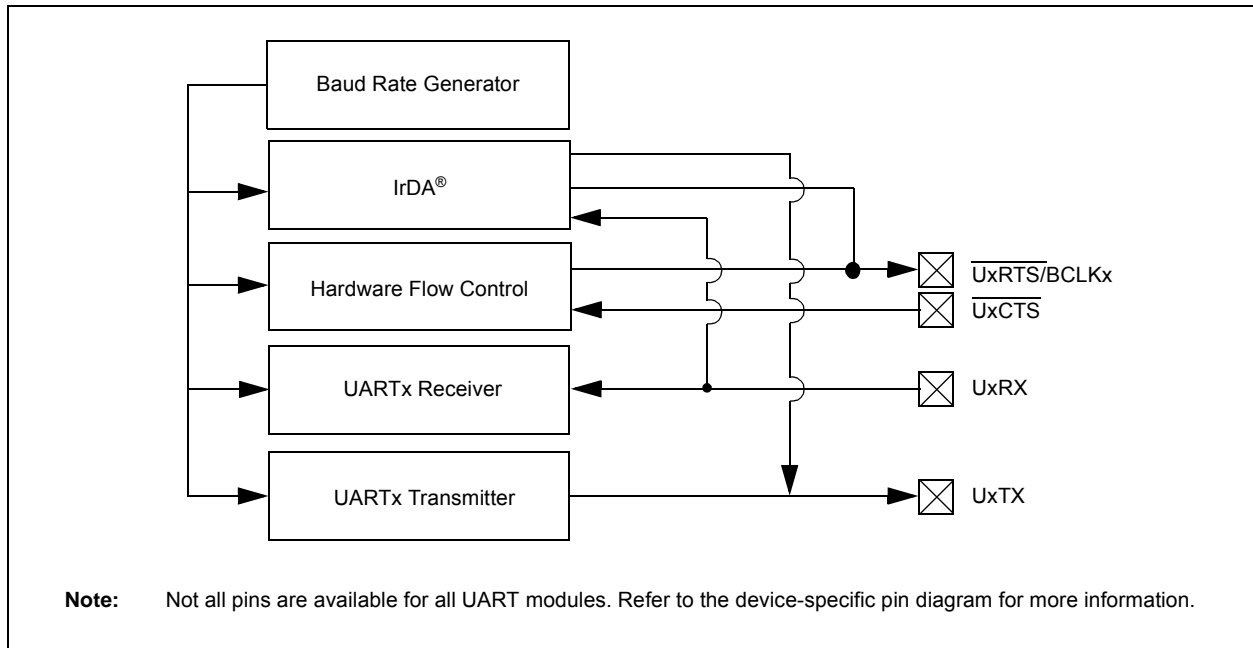 Baud Rate Generator
IrDA®
Hardware Flow Control
UxRTS/BCLKx
UxCTS
UARTx Receiver
UxRX
UARTx Transmitter
UxTX
Note: Not all pins are available for all UART modules. Refer to the device-specific pin diagram for more information.